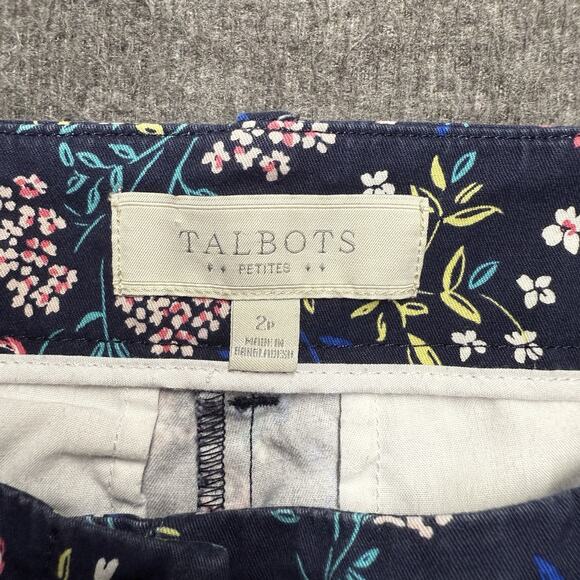 TALBOTS
PETITES
2P
MADE IN
BANGLADESH